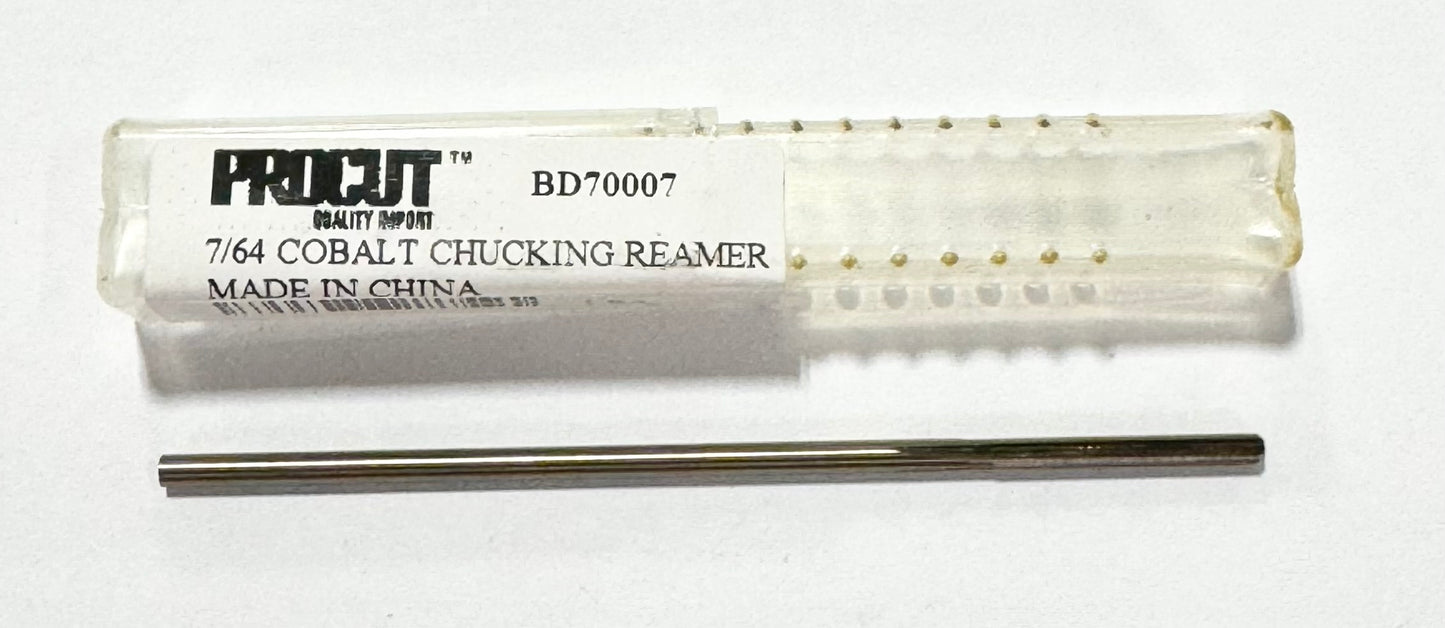 PROCUT™ BD70007
QUALITY IMPORT
7/64 COBALT CHUCKING REAMER
MADE IN CHINA